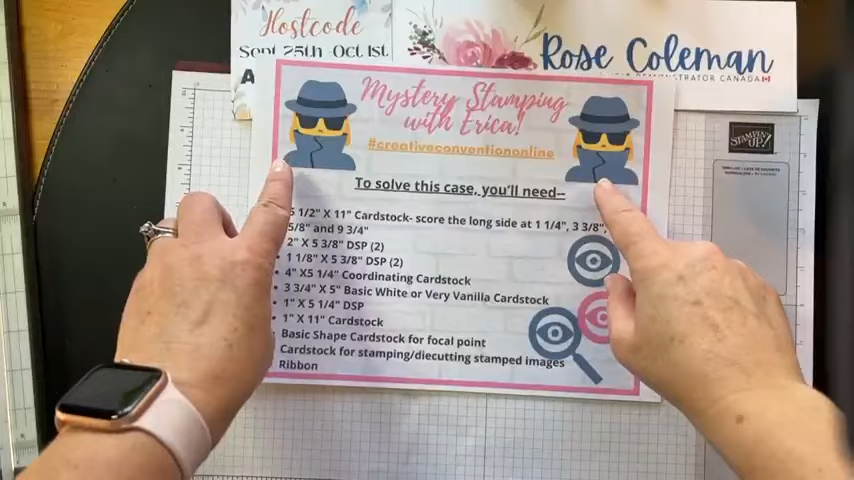 Hostcode
Sept 25th -Oct 1st
Rose Coleman
DEMONSTRATOR CANADA
Mystery Stamping
with Erica!
#creativeconventiononline
STAMPIN' UP!
To solve this case, you'll need--
5 1/2" X 11" Cardstock- score the long side at 1 1/4", 3 3/8",
5/8" and 9 3/4"
2" X 5 3/8" DSP (2)
1 1/8" X 5 3/8" DSP (2)
4" X5 1/4" Coordinating Cardstock
3 3/4" X 5" Basic White or Very Vanilla Cardstock
1" X 5 1/4" DSP
1" X 11" Cardstock
Basic Shape Cardstock for focal point
Cardstock for stamping/diecutting stamped images
Ribbon